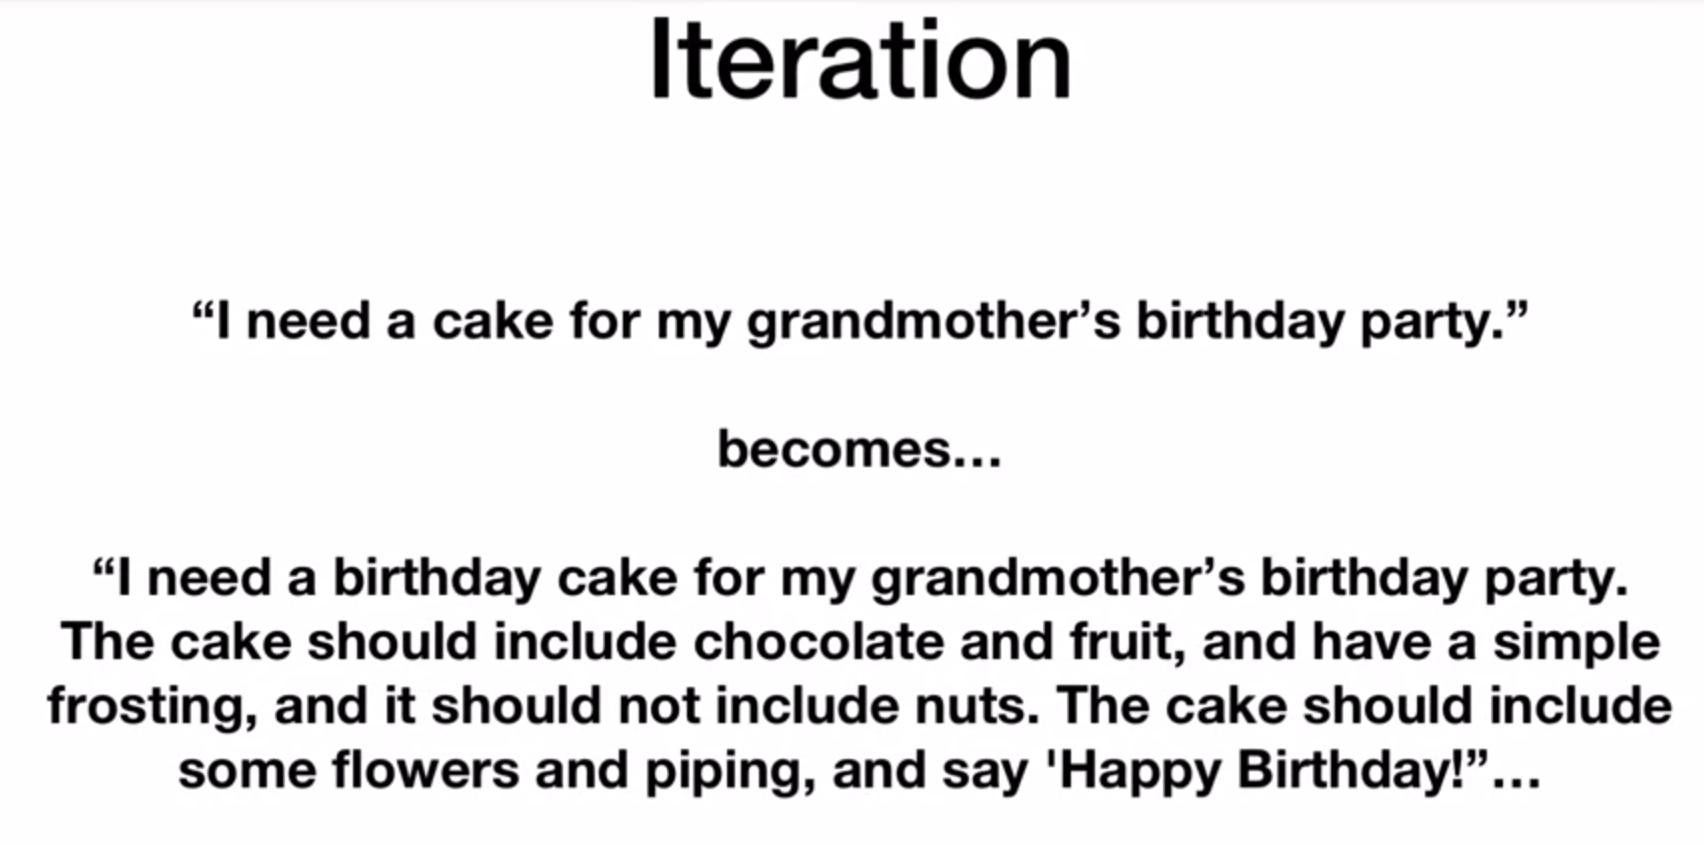 Iteration
“I need a cake for my grandmother’s birthday party.”
becomes...
“I need a birthday cake for my grandmother’s birthday party.
The cake should include chocolate and fruit, and have a simple
frosting, and it should not include nuts. The cake should include
some flowers and piping, and say 'Happy Birthday!”...